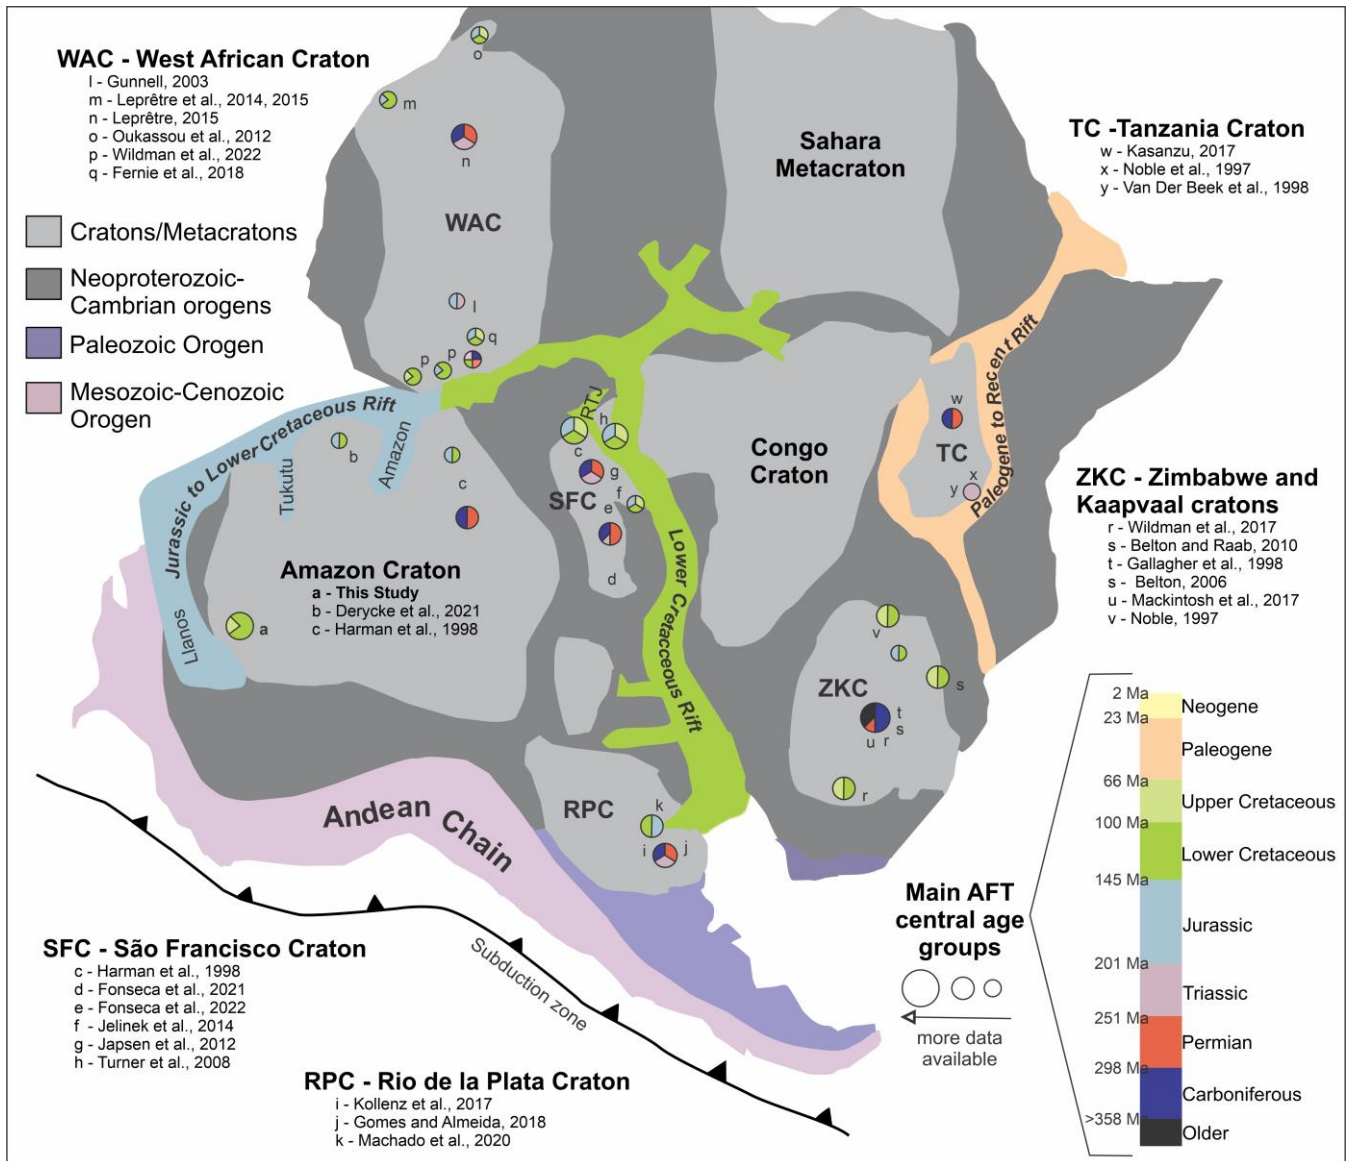 WAC - West African Craton
l - Gunnell, 2003
m - Leprêtre et al., 2014, 2015
n - Leprêtre, 2015
o - Oukassou et al., 2012
p - Wildman et al., 2022
q - Fernie et al., 2018
Cratons/Metacratons
Neoproterozoic-
Cambrian orogens
Paleozoic Orogen
Mesozoic-Cenozoic
Orogen
o
m
n
WAC
l
q
p
p
Sahara
Metacraton
TC -Tanzania Craton
w - Kasanzu, 2017
x - Noble et al., 1997
y - Van Der Beek et al., 1998
Paleogene to Recent Rift
w
TC
x
y
Congo
Craton
RTJ
h
c
g
SFC
f
e
d
Jurassic to Lower Cretaceous Rift
Tukutu
Amazon
Llanos
b
c
Amazon Craton
a - This Study
b - Derycke et al., 2021
c - Harman et al., 1998
a
Lower Cretacceous Rift
ZKC - Zimbabwe and
Kaapvaal cratons
r - Wildman et al., 2017
s - Belton and Raab, 2010
t - Gallagher et al., 1998
s - Belton, 2006
u - Mackintosh et al., 2017
v - Noble, 1997
v
s
ZKC
t
s
u r
r
RPC
k
i
j
Andean Chain
Subduction zone
SFC - São Francisco Craton
c - Harman et al., 1998
d - Fonseca et al., 2021
e - Fonseca et al., 2022
f - Jelinek et al., 2014
g - Japsen et al., 2012
h - Turner et al., 2008
RPC - Rio de la Plata Craton
i - Kollenz et al., 2017
j - Gomes and Almeida, 2018
k - Machado et al., 2020
Main AFT
central age
groups
more data
available
2 Ma
Neogene
23 Ma
Paleogene
66 Ma
Upper Cretaceous
100 Ma
Lower Cretaceous
145 Ma
Jurassic
201 Ma
Triassic
251 Ma
Permian
298 Ma
Carboniferous
>358 Ma
Older